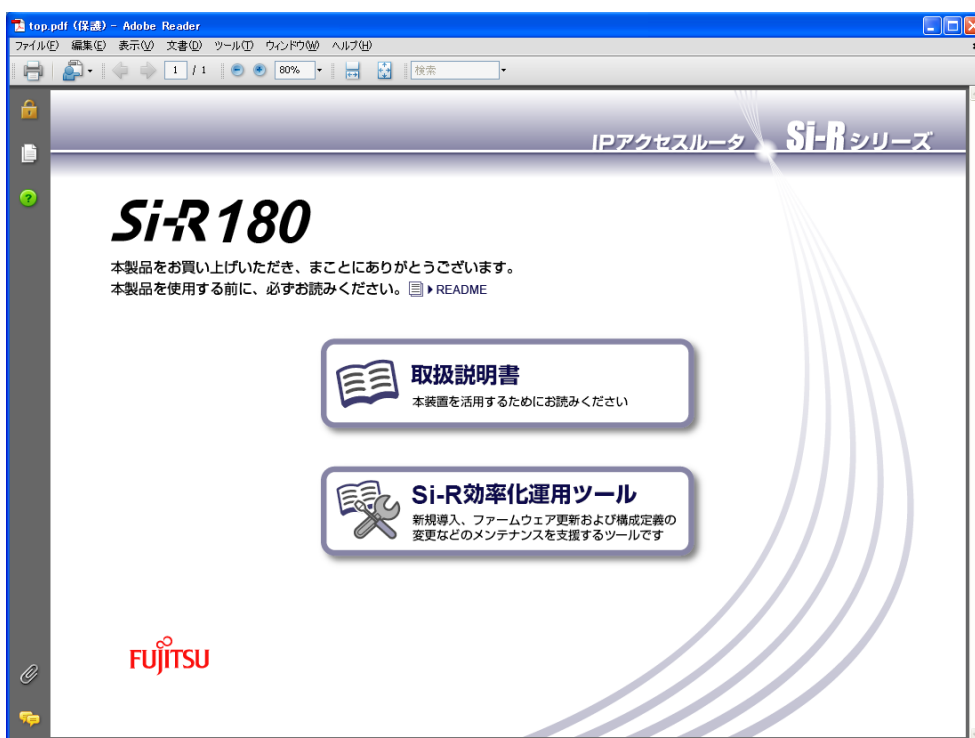 top.pdf (保護) - Adobe Reader
ファイル(F) 編集(E) 表示(V) 文書(D) ツール(T) ウィンドウ(W) ヘルプ(H)
1 / 1 80% 検索
IPアクセスルータ Si-Rシリーズ
Si-R 180
本製品をお買い上げいただき、まことにありがとうございます。
本製品を使用する前に、必ずお読みください。 README
取扱説明書
本装置を活用するためにお読みください
Si-R効率化運用ツール
新規導入、ファームウェア更新および構成定義の
変更などのメンテナンスを支援するツールです
FUJITSU